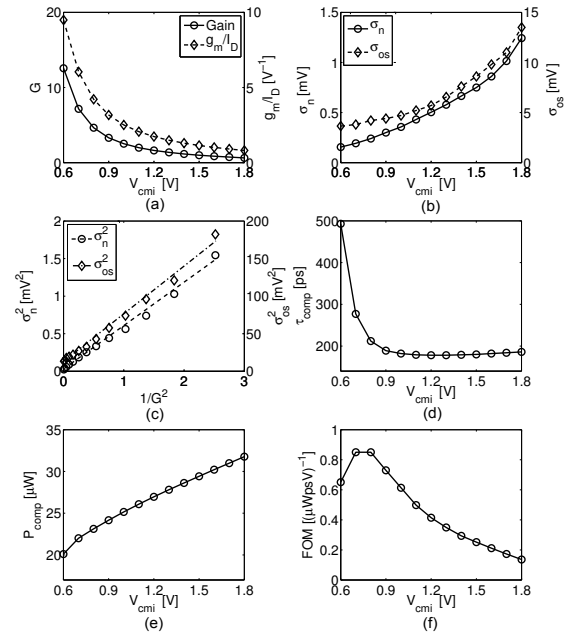 20
15
10
5
0
G
0.6 0.9 1.2 1.5 1.8
V_cmi [V]
(a)
10
5
0
g_m/I_D [V^-1]
Gain
g_m/I_D
1.5
1
0.5
0
σ_n [mV]
0.6 0.9 1.2 1.5 1.8
V_cmi [V]
(b)
15
10
5
0
σ_os [mV]
σ_n
σ_os
2
1.5
1
0.5
0
σ_n^2 [mV^2]
0 1 2 3
1/G^2
(c)
200
150
100
50
0
σ_os^2 [mV^2]
σ_n^2
σ_os^2
500
400
300
200
τ_comp [ps]
0.6 0.9 1.2 1.5 1.8
V_cmi [V]
(d)
35
30
25
20
P_comp [μW]
0.6 0.9 1.2 1.5 1.8
V_cmi [V]
(e)
1
0.8
0.6
0.4
0.2
0
FOM [(μWpsV)^-1]
0.6 0.9 1.2 1.5 1.8
V_cmi [V]
(f)